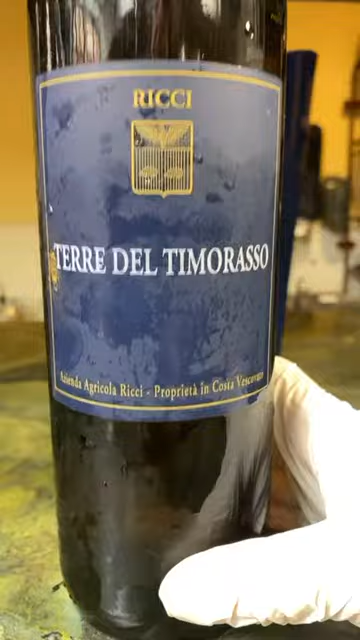 RICCI
TERRE DEL TIMORASSO
Azienda Agricola Ricci - Proprietà in Costa Vescovato